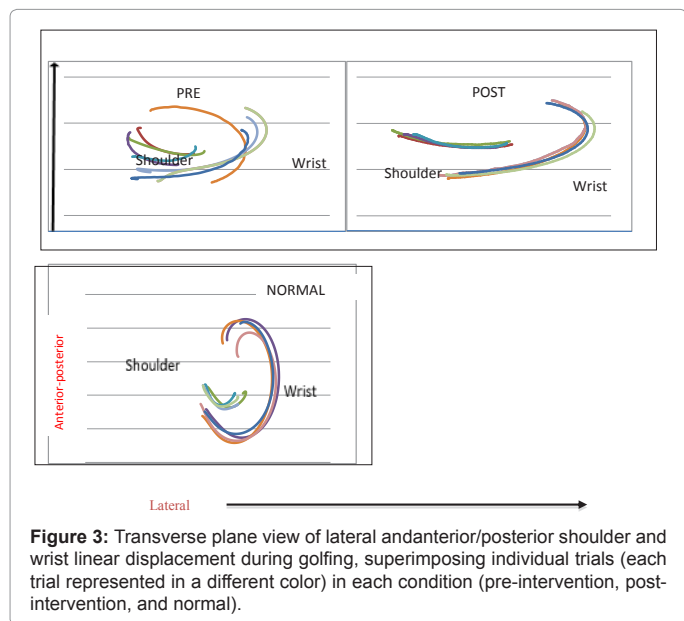 PRE
POST
Shoulder
Wrist
Shoulder
Wrist
NORMAL
Anterior-posterior
Shoulder
Wrist
Lateral
Figure 3: Transverse plane view of lateral andanterior/posterior shoulder and
wrist linear displacement during golfing, superimposing individual trials (each
trial represented in a different color) in each condition (pre-intervention, post-
intervention, and normal).